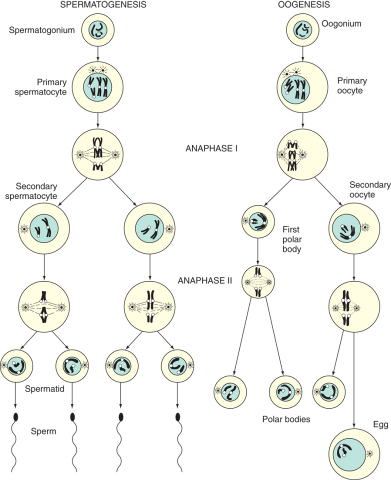 SPERMATOGENESIS
OOGENESIS
Spermatogonium
Oogonium
Primary
spermatocyte
Primary
oocyte
ANAPHASE I
Secondary
spermatocyte
Secondary
oocyte
First
polar
body
ANAPHASE II
Spermatid
Polar bodies
Sperm
Egg